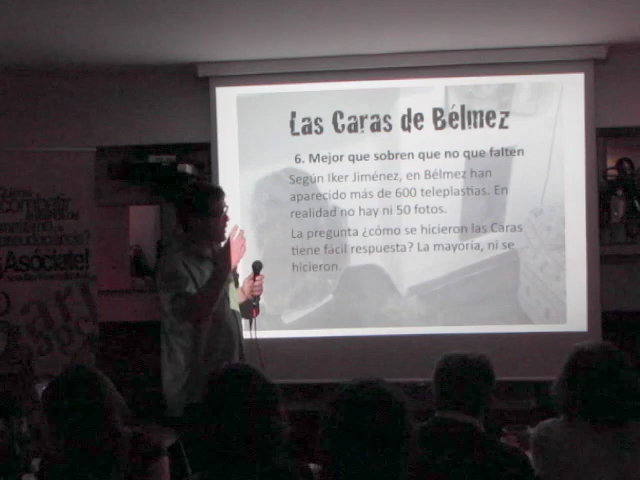 Las Caras de Bélmez
6. Mejor que sobren que no que falten
Según Iker Jiménez, en Bélmez han
aparecido más de 600 teleplastias. En
realidad no hay ni 50 fotos.
La pregunta ¿cómo se hicieron las Caras
tiene fácil respuesta? La mayoría, ni se
hicieron.
combatir
¡Asóciate!